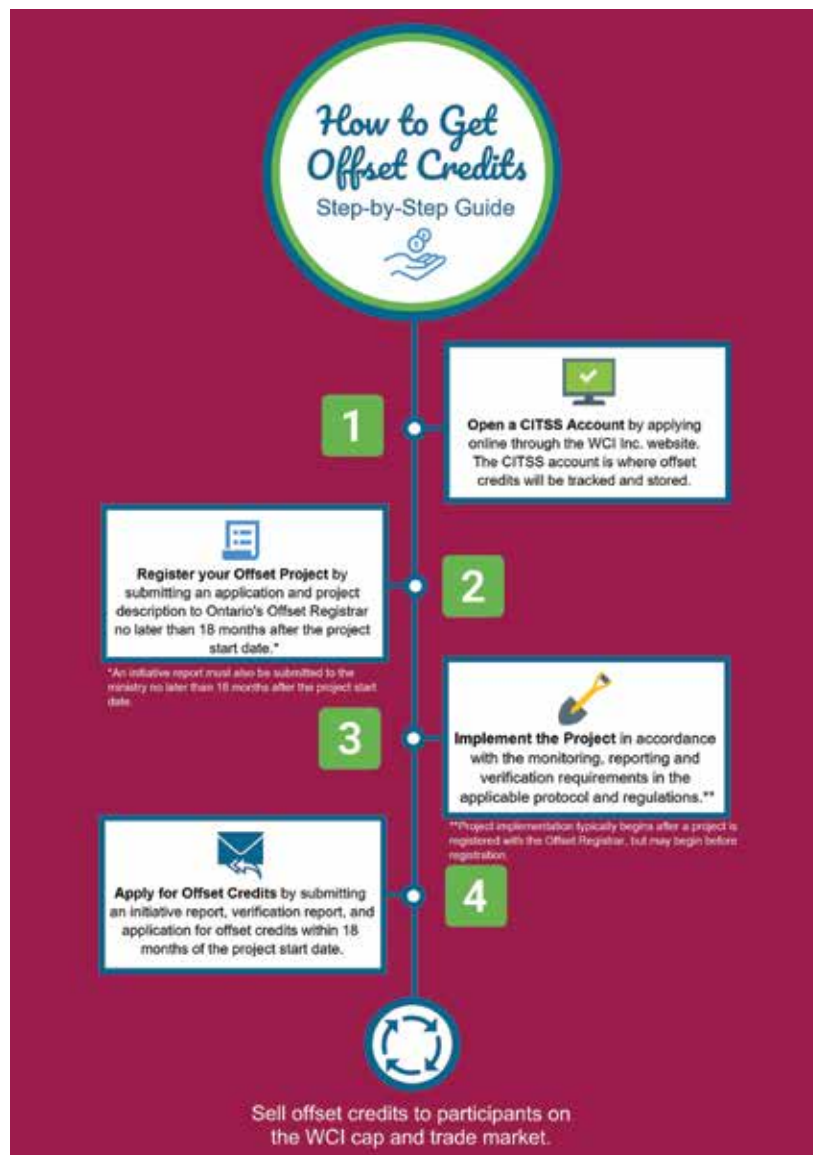 How to Get
Offset Credits
Step-by-Step Guide
1
Open a CITSS Account by applying
online through the WCI Inc. website.
The CITSS account is where offset
credits will be tracked and stored.
Register your Offset Project by
submitting an application and project
description to Ontario's Offset Registrar
no later than 18 months after the project
start date.*
*An initiative report must also be submitted to the
ministry no later than 18 months after the project start
date.
2
3
Implement the Project in accordance
with the monitoring, reporting and
verification requirements in the
applicable protocol and regulations.**
**Project implementation typically begins after a project is
registered with the Offset Registrar, but may begin before
registration.
Apply for Offset Credits by submitting
an initiative report, verification report, and
application for offset credits within 18
months of the project start date.
4
Sell offset credits to participants on
the WCI cap and trade market.